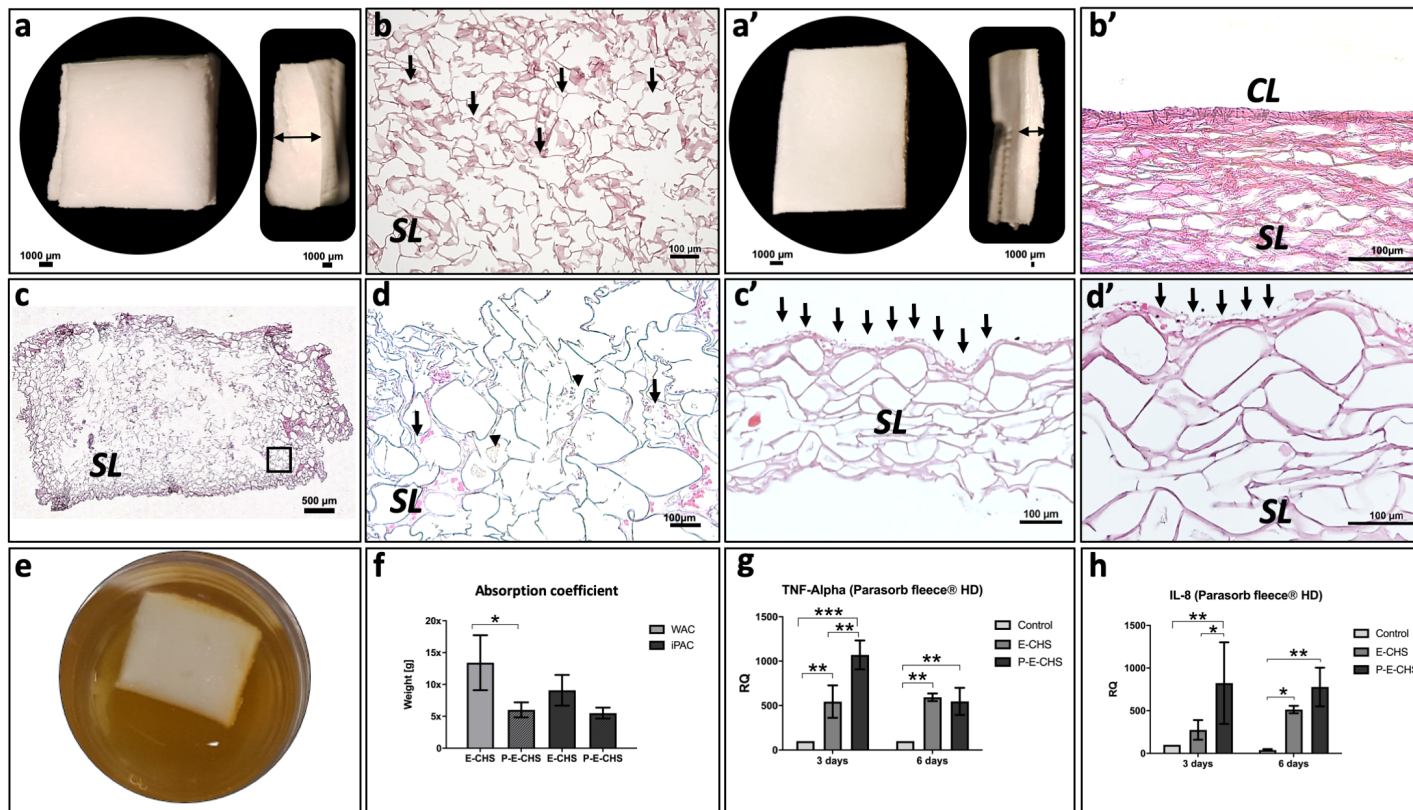 a
1000 µm
1000 µm
b
SL
100 µm
a'
1000 µm
1000 µm
b'
CL
SL
100µm
c
SL
500 µm
d
SL
100µm
c'
SL
100 µm
d'
SL
100 µm
e
f
Absorption coefficient
20x
15x
10x
5x
0
Weight [g]
*
E-CHS P-E-CHS E-CHS P-E-CHS
WAC
iPAC
g
TNF-Alpha (Parasorb fleece® HD)
1500
1000
500
0
RQ
***
**
**
**
**
3 days 6 days
Control
E-CHS
P-E-CHS
h
IL-8 (Parasorb fleece® HD)
1500
1000
500
0
RQ
**
*
**
*
3 days 6 days
Control
E-CHS
P-E-CHS